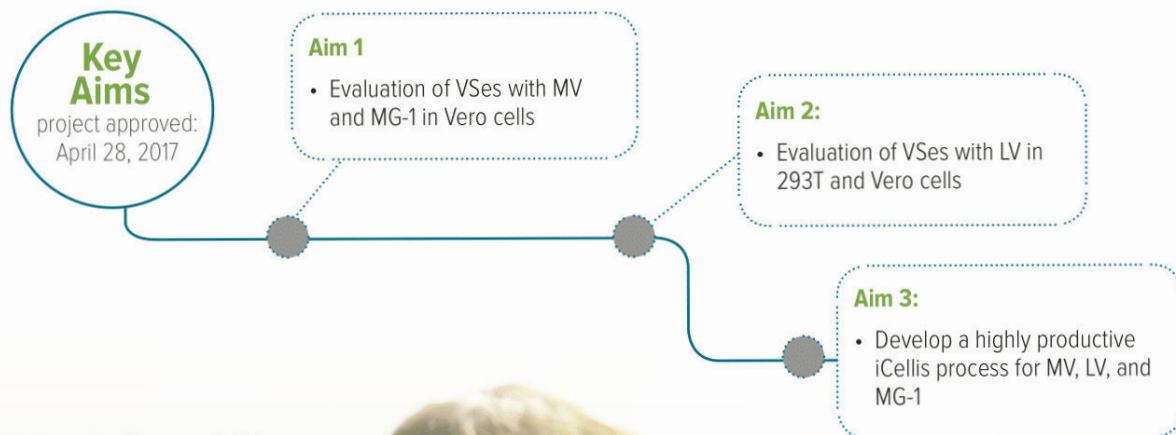 Key
Aims
project approved:
April 28, 2017
Aim 1
• Evaluation of VSes with MV
and MG-1 in Vero cells
Aim 2:
• Evaluation of VSes with LV in
293T and Vero cells
Aim 3:
• Develop a highly productive
iCellis process for MV, LV, and
MG-1